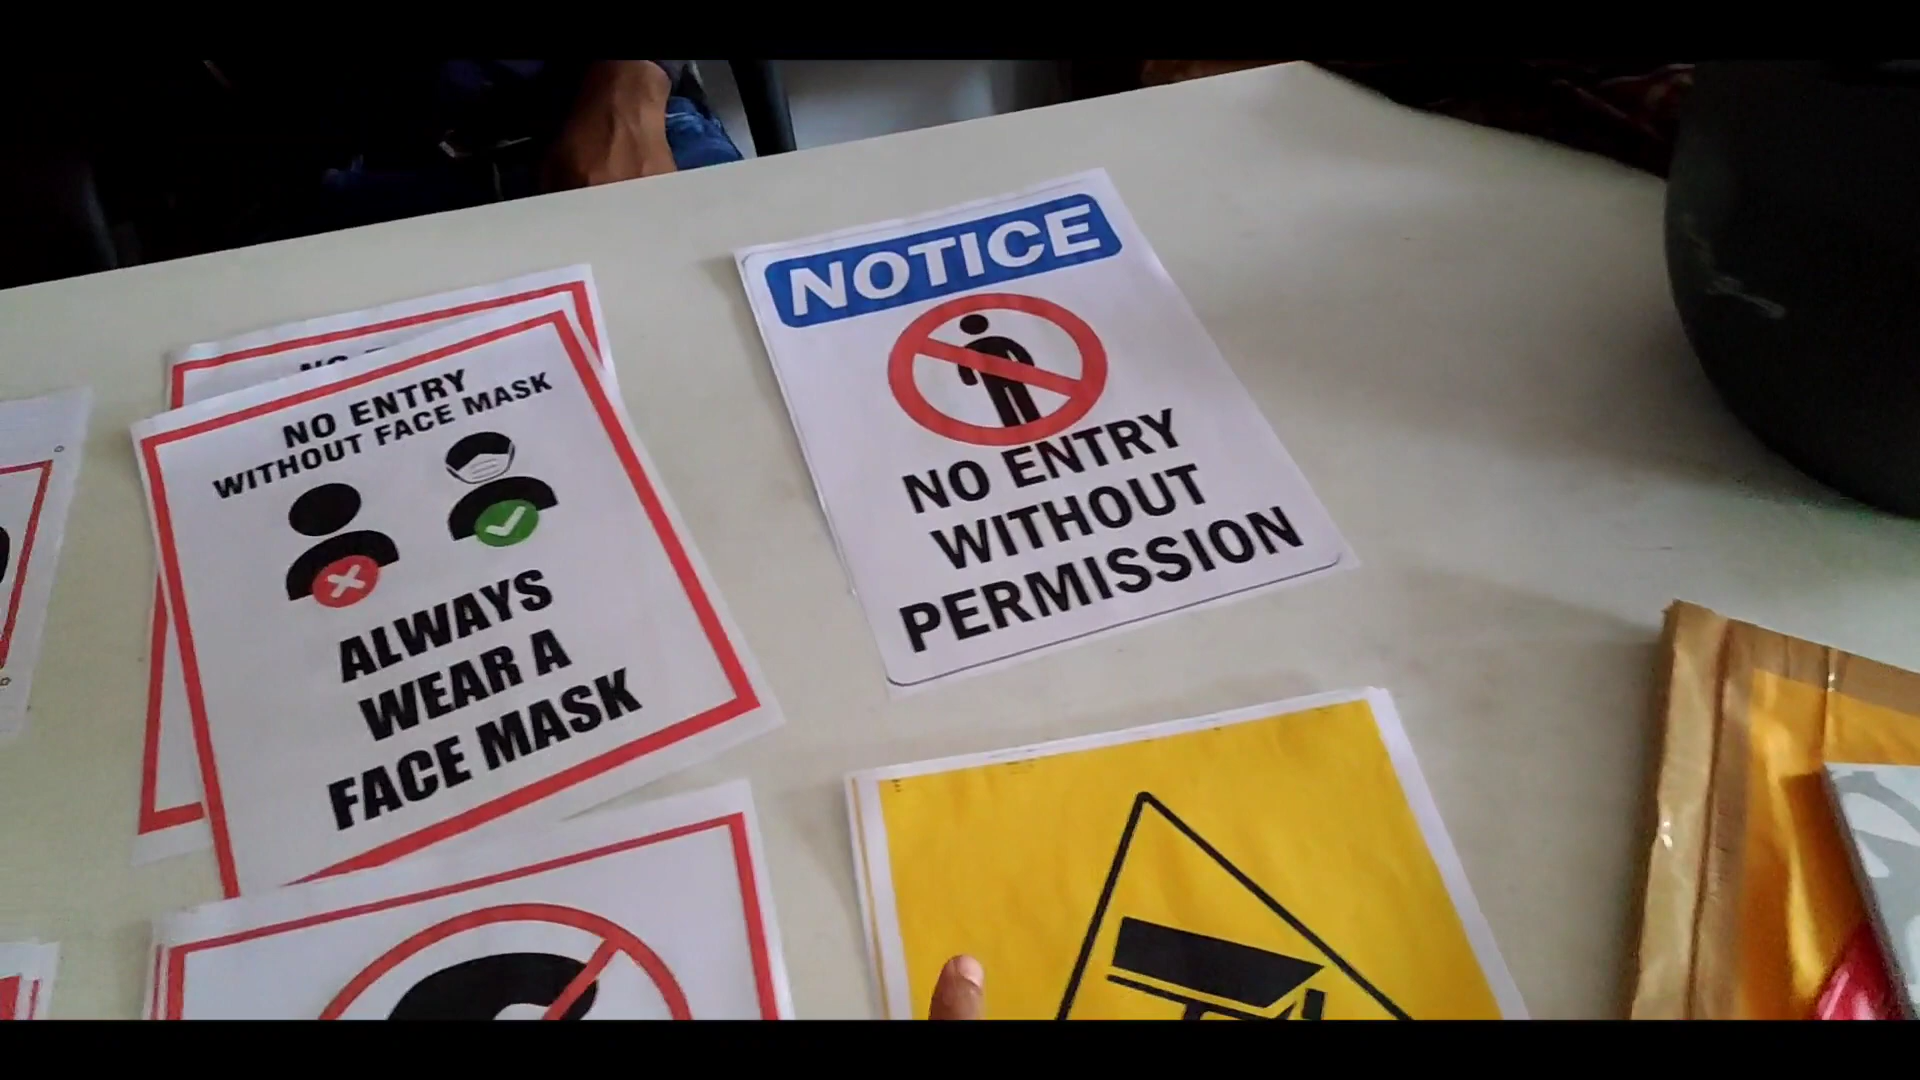 NO ENTRY
WITHOUT FACE MASK
ALWAYS
WEAR A
FACE MASK
NOTICE
NO ENTRY
WITHOUT
PERMISSION